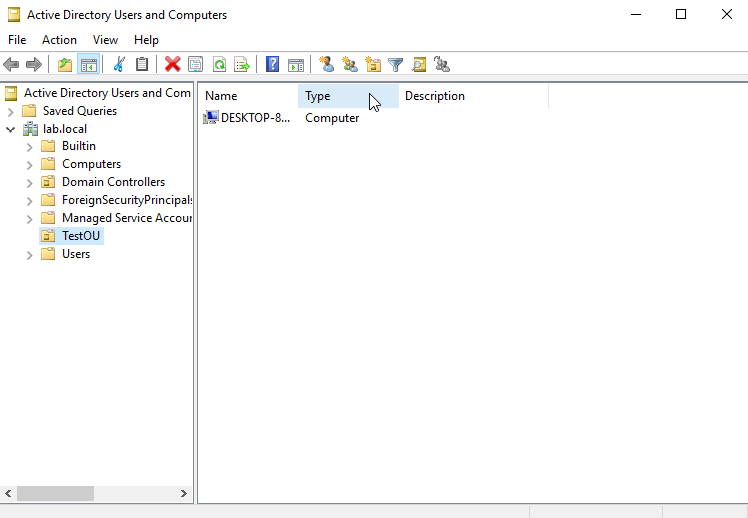 Active Directory Users and Computers
File Action View Help
Active Directory Users and Com
Saved Queries
lab.local
Builtin
Computers
Domain Controllers
ForeignSecurityPrincipals
Managed Service Accour
TestOU
Users
Name Type Description
DESKTOP-8... Computer